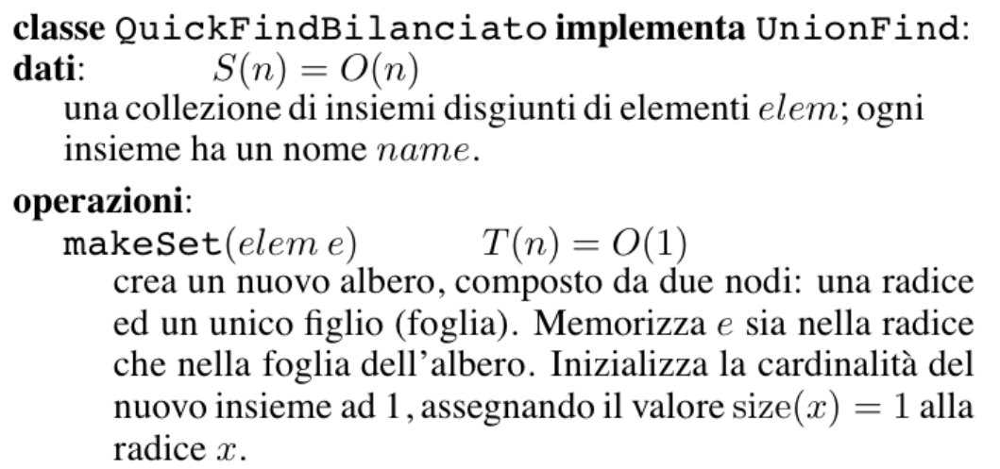 classe QuickFindBilanciato implementa UnionFind:
dati: S(n) = O(n)
una collezione di insiemi disgiunti di elementi elem; ogni
insieme ha un nome name.
operazioni:
makeSet(elem e) T(n) = O(1)
crea un nuovo albero, composto da due nodi: una radice
ed un unico figlio (foglia). Memorizza e sia nella radice
che nella foglia dell'albero. Inizializza la cardinalità del
nuovo insieme ad 1, assegnando il valore size(x) = 1 alla
radice x.